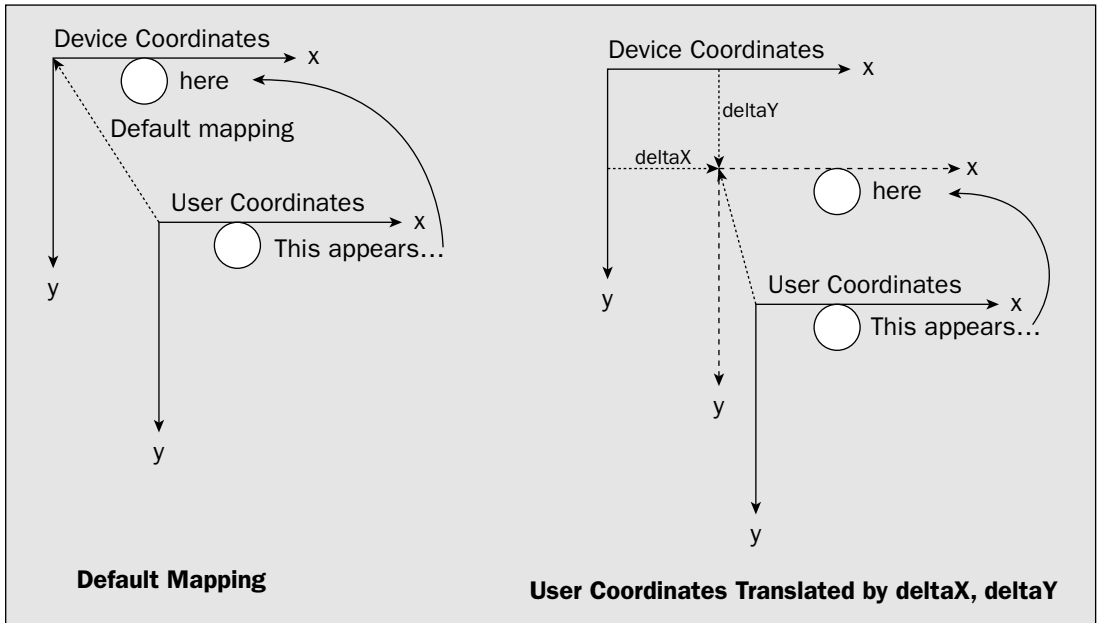 Device Coordinates
x
here
Default mapping
User Coordinates
x
This appears...
y
y
Default Mapping
Device Coordinates
x
deltaY
deltaX
x
here
User Coordinates
x
This appears...
y
y
y
User Coordinates Translated by deltaX, deltaY